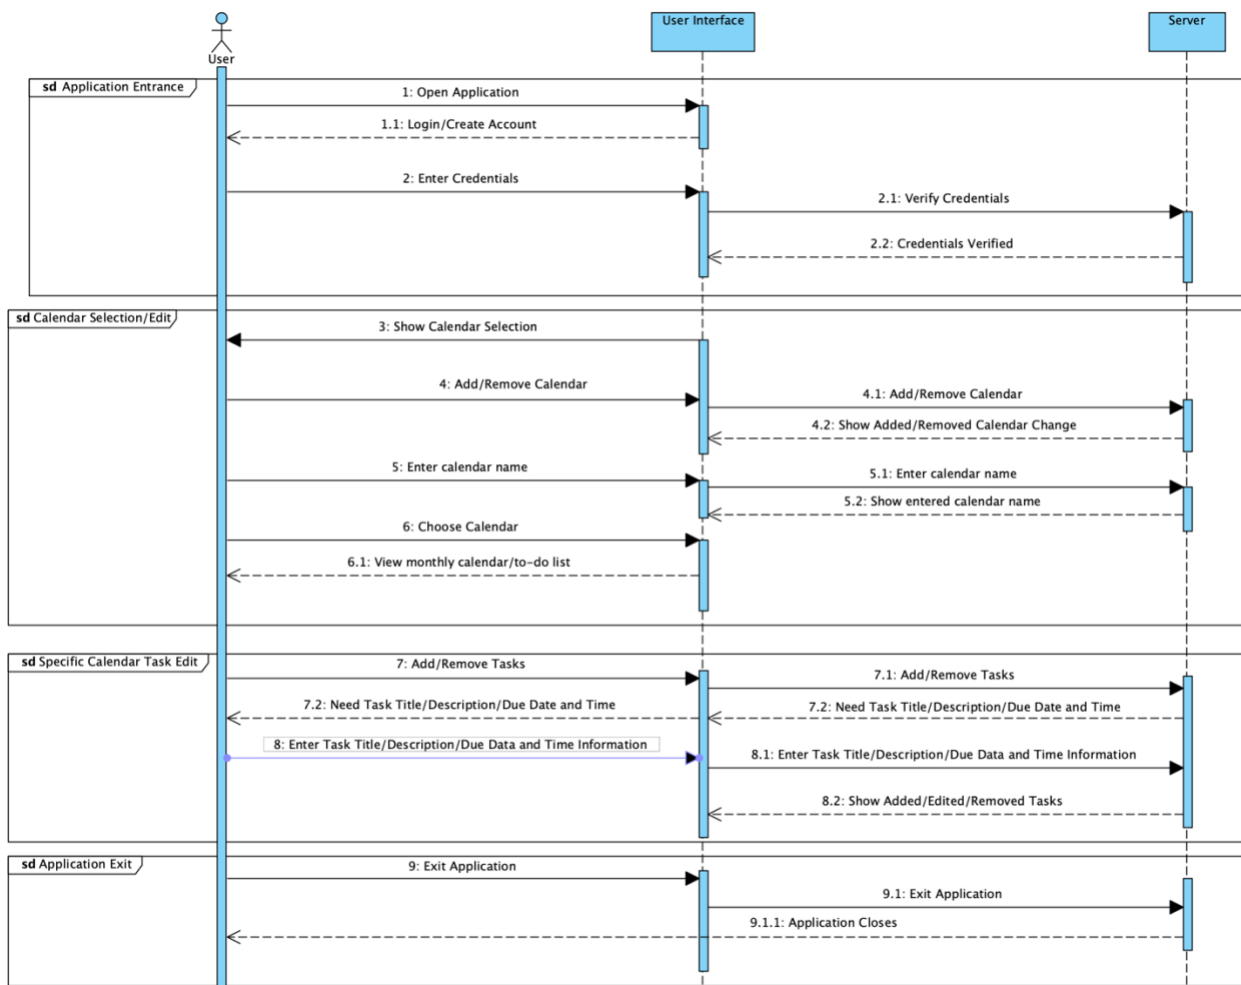 User
User Interface
Server
sd Application Entrance
1: Open Application
1.1: Login/Create Account
2: Enter Credentials
2.1: Verify Credentials
2.2: Credentials Verified
sd Calendar Selection/Edit
3: Show Calendar Selection
4: Add/Remove Calendar
4.1: Add/Remove Calendar
4.2: Show Added/Removed Calendar Change
5: Enter calendar name
5.1: Enter calendar name
5.2: Show entered calendar name
6: Choose Calendar
6.1: View monthly calendar/to-do list
sd Specific Calendar Task Edit
7: Add/Remove Tasks
7.1: Add/Remove Tasks
7.2: Need Task Title/Description/Due Date and Time
7.2: Need Task Title/Description/Due Date and Time
8: Enter Task Title/Description/Due Data and Time Information
8.1: Enter Task Title/Description/Due Data and Time Information
8.2: Show Added/Edited/Removed Tasks
sd Application Exit
9: Exit Application
9.1: Exit Application
9.1.1: Application Closes